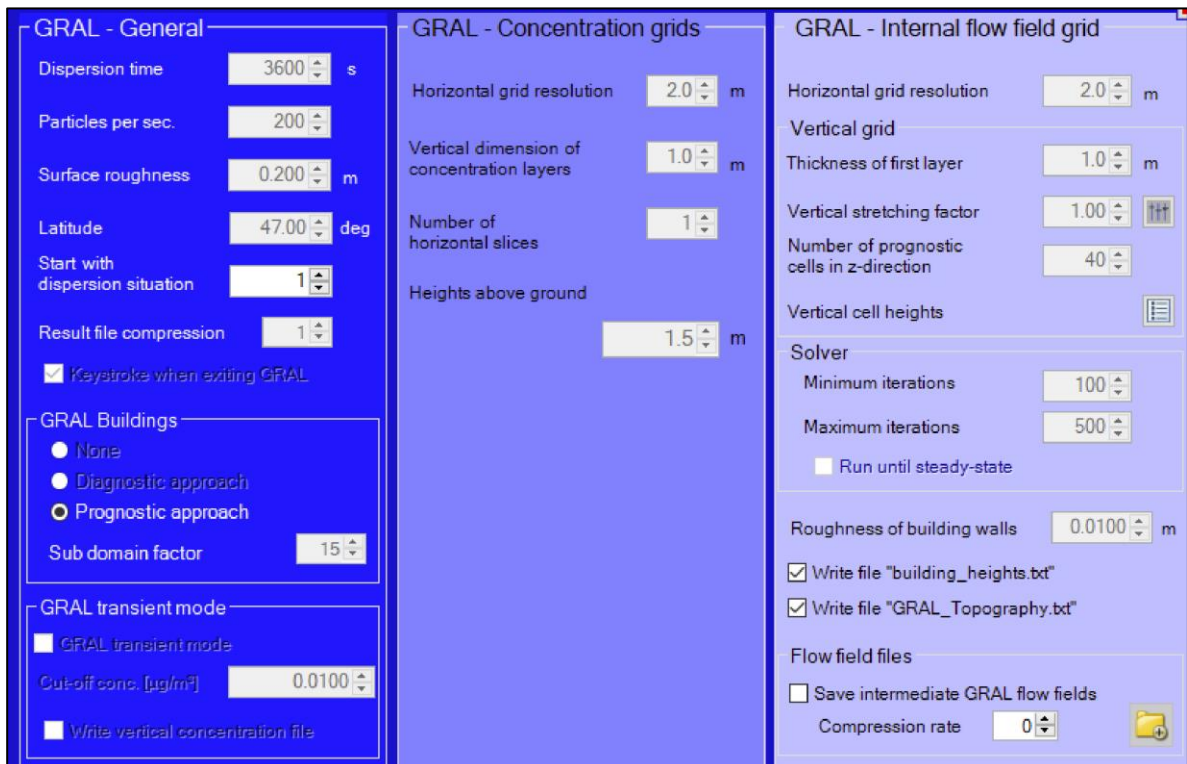 GRAL - General
Dispersion time 3600 s
Particles per sec. 200
Surface roughness 0.200 m
Latitude 47.00 deg
Start with
dispersion situation 1
Result file compression 1
Keystroke when exiting GRAL
GRAL Buildings
None
Diagnostic approach
Prognostic approach
Sub domain factor 15
GRAL transient mode
GRAL transient mode
Cut-off conc. [µg/m³] 0.0100
Write vertical concentration file
GRAL - Concentration grids
Horizontal grid resolution 2.0 m
Vertical dimension of
concentration layers 1.0 m
Number of
horizontal slices 1
Heights above ground
1.5 m
GRAL - Internal flow field grid
Horizontal grid resolution 2.0 m
Vertical grid
Thickness of first layer 1.0 m
Vertical stretching factor 1.00
Number of prognostic
cells in z-direction 40
Vertical cell heights
Solver
Minimum iterations 100
Maximum iterations 500
Run until steady-state
Roughness of building walls 0.0100 m
Write file "building_heights.txt"
Write file "GRAL_Topography.txt"
Flow field files
Save intermediate GRAL flow fields
Compression rate 0